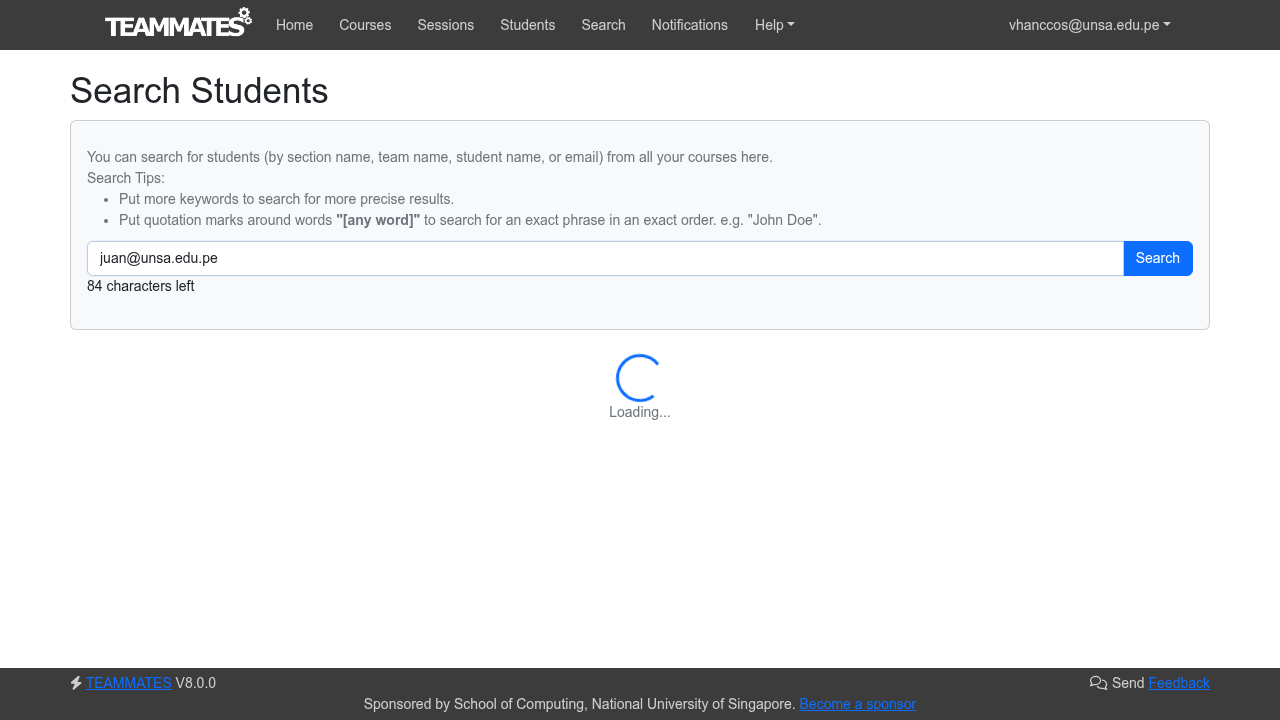 TEAMMATES Home Courses Sessions Students Search Notifications Help vhanccos@unsa.edu.pe
Search Students
You can search for students (by section name, team name, student name, or email) from all your courses here.
Search Tips:
Put more keywords to search for more precise results.
Put quotation marks around words "[any word]" to search for an exact phrase in an exact order. e.g. "John Doe".
juan@unsa.edu.pe Search
84 characters left
Loading...
TEAMMATES V8.0.0 Send Feedback
Sponsored by School of Computing, National University of Singapore. Become a sponsor